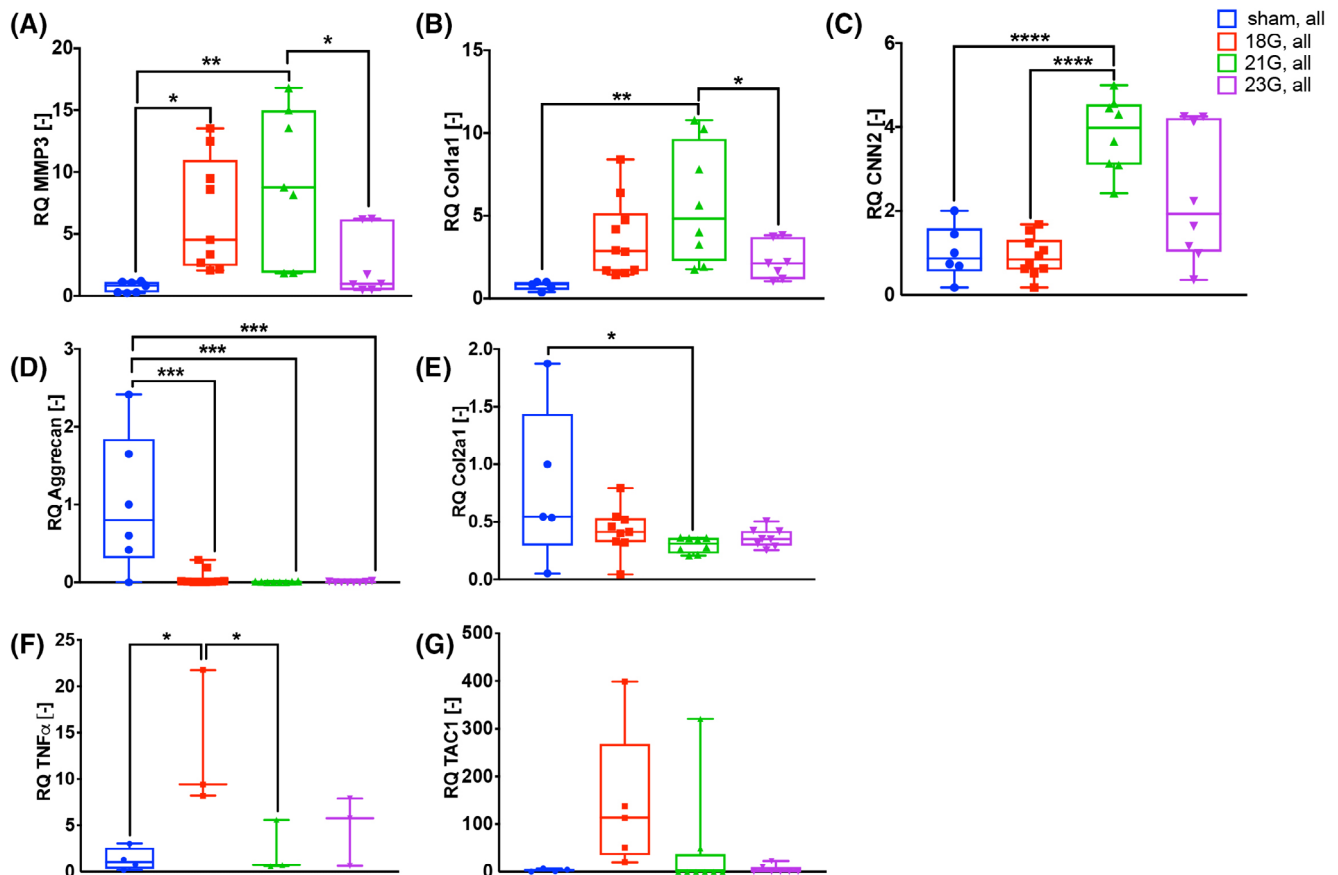 (A)
RQ MMP3 [-]
20
15
10
5
0
*
**
*
(B)
RQ Col1a1 [-]
15
10
5
0
**
*
(C)
RQ CNN2 [-]
6
4
2
0
****
****
sham, all
18G, all
21G, all
23G, all
(D)
RQ Aggrecan [-]
3
2
1
0
***
***
***
(E)
RQ Col2a1 [-]
2.0
1.5
1.0
0.5
0.0
*
(F)
RQ TNFα [-]
25
20
15
10
5
0
*
*
(G)
RQ TAC1 [-]
500
400
300
200
100
0